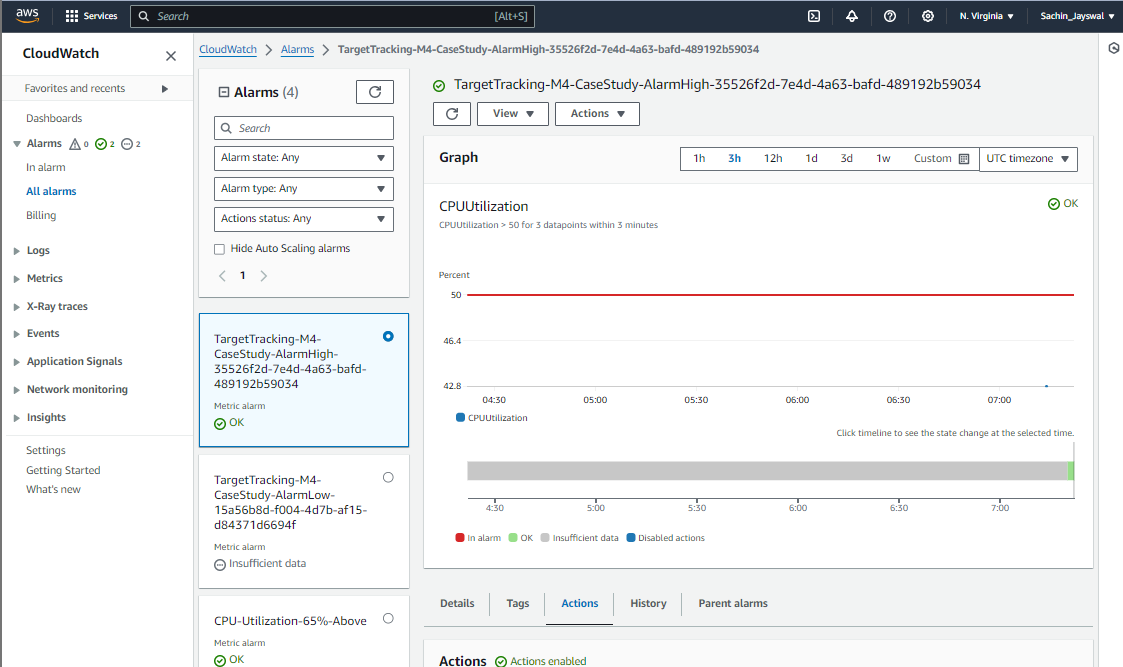 aws
Services
Search
[Alt+S]
N. Virginia
Sachin_Jayswal
CloudWatch
Favorites and recents
Dashboards
Alarms 0 2 2
In alarm
All alarms
Billing
Logs
Metrics
X-Ray traces
Events
Application Signals
Network monitoring
Insights
Settings
Getting Started
What's new
CloudWatch > Alarms > TargetTracking-M4-CaseStudy-AlarmHigh-35526f2d-7e4d-4a63-bafd-489192b59034
Alarms (4)
Search
Alarm state: Any
Alarm type: Any
Actions status: Any
Hide Auto Scaling alarms
1
TargetTracking-M4-
CaseStudy-AlarmHigh-
35526f2d-7e4d-4a63-bafd-
489192b59034
Metric alarm
OK
TargetTracking-M4-
CaseStudy-AlarmLow-
15a56b8d-f004-4d7b-af15-
d84371d6694f
Metric alarm
Insufficient data
CPU-Utilization-65%-Above
Metric alarm
OK
TargetTracking-M4-CaseStudy-AlarmHigh-35526f2d-7e4d-4a63-bafd-489192b59034
View
Actions
Graph
1h 3h 12h 1d 3d 1w Custom
UTC timezone
CPUUtilization
OK
CPUUtilization > 50 for 3 datapoints within 3 minutes
Percent
50
46.4
42.8
04:30 05:00 05:30 06:00 06:30 07:00
CPUUtilization
Click timeline to see the state change at the selected time.
4:30 5:00 5:30 6:00 6:30 7:00
In alarm OK Insufficient data Disabled actions
Details Tags Actions History Parent alarms
Actions Actions enabled